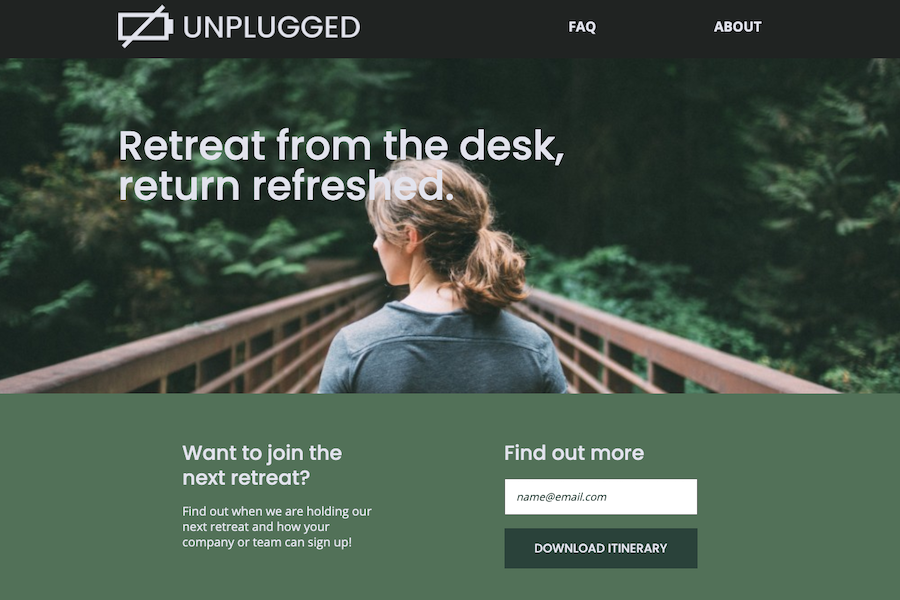 UNPLUGGED
FAQ
ABOUT
Retreat from the desk,
return refreshed.
Want to join the
next retreat?
Find out when we are holding our
next retreat and how your
company or team can sign up!
Find out more
name@email.com
DOWNLOAD ITINERARY